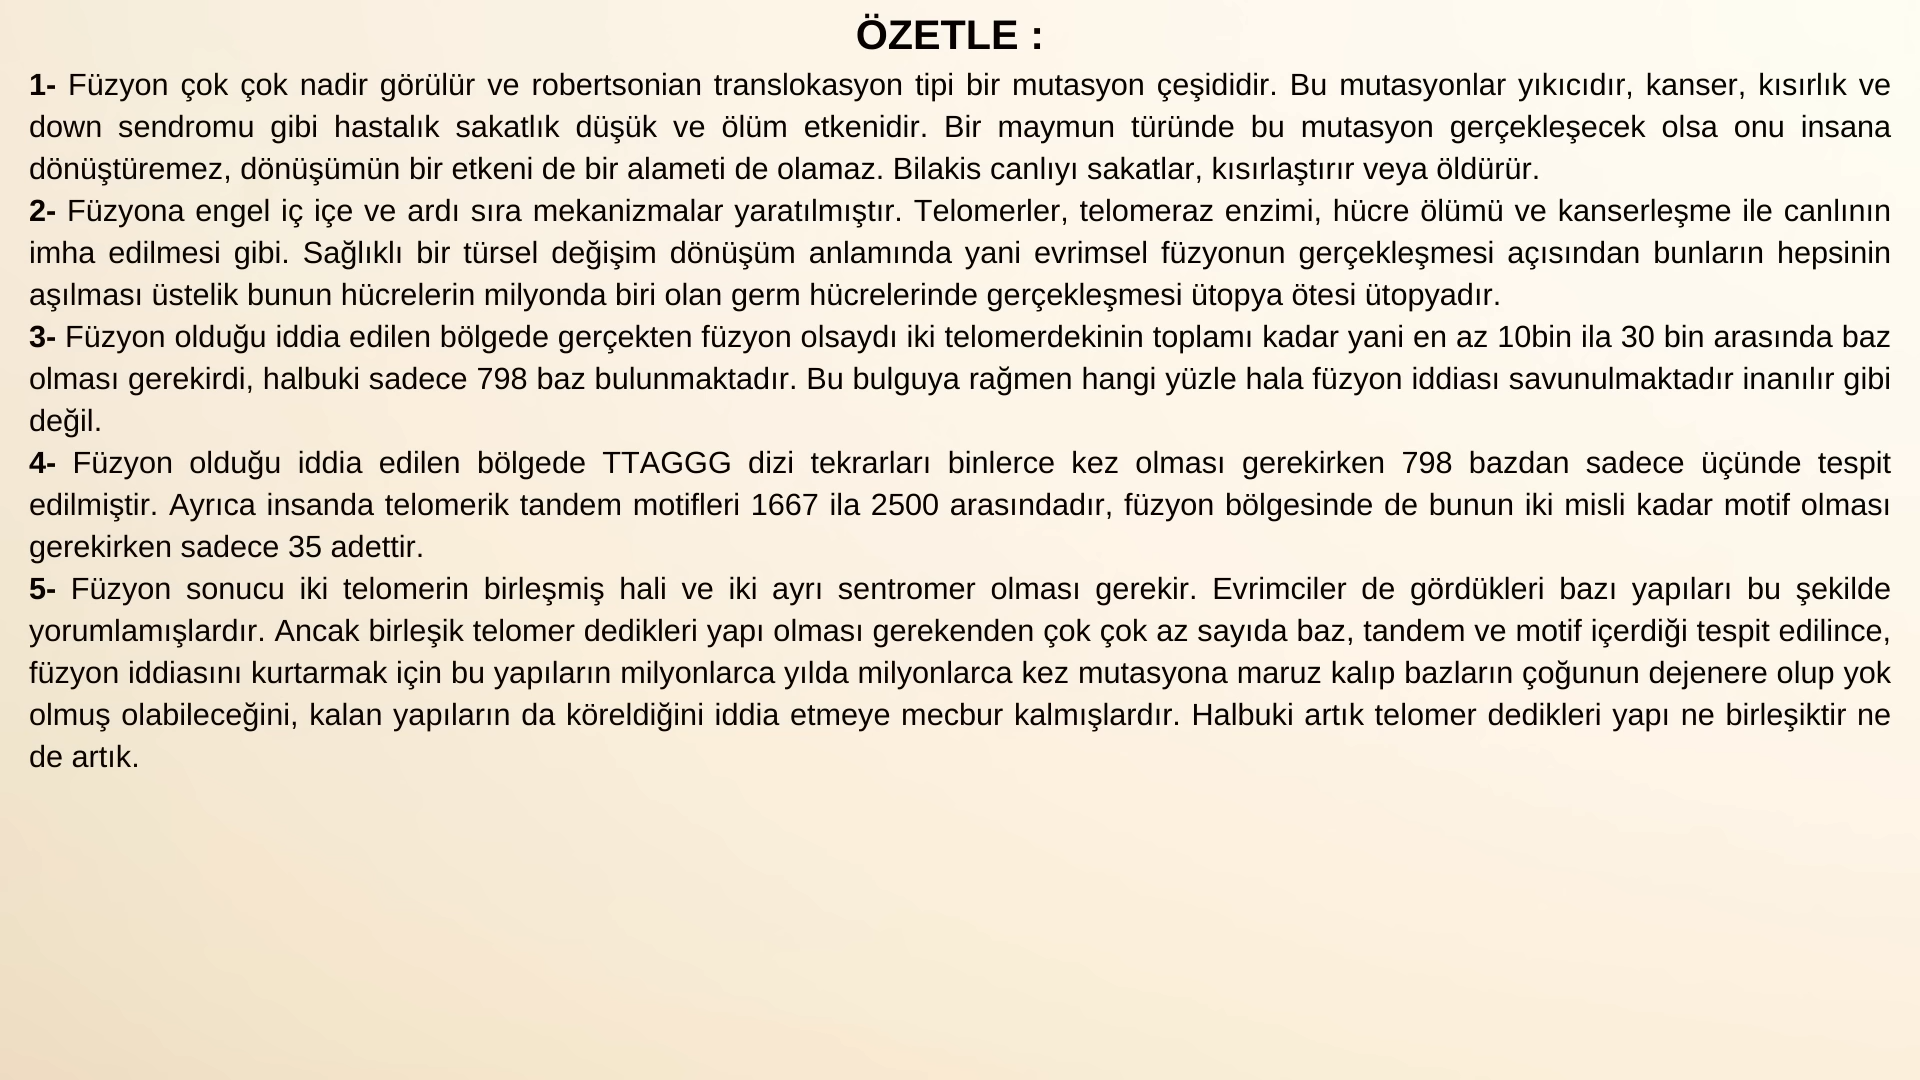 ÖZETLE :
1- Füzyon çok çok nadir görülür ve robertsonian translokasyon tipi bir mutasyon çeşididir. Bu mutasyonlar yıkıcıdır, kanser, kısırlık ve
down sendromu gibi hastalık sakatlık düşük ve ölüm etkenidir. Bir maymun türünde bu mutasyon gerçekleşecek olsa onu insana
dönüştüremez, dönüşümün bir etkeni de bir alameti de olamaz. Bilakis canlıyı sakatlar, kısırlaştırır veya öldürür.
2- Füzyona engel iç içe ve ardı sıra mekanizmalar yaratılmıştır. Telomerler, telomeraz enzimi, hücre ölümü ve kanserleşme ile canlının
imha edilmesi gibi. Sağlıklı bir türsel değişim dönüşüm anlamında yani evrimsel füzyonun gerçekleşmesi açısından bunların hepsinin
aşılması üstelik bunun hücrelerin milyonda biri olan germ hücrelerinde gerçekleşmesi ütopya ötesi ütopyadır.
3- Füzyon olduğu iddia edilen bölgede gerçekten füzyon olsaydı iki telomerdekinin toplamı kadar yani en az 10bin ila 30 bin arasında baz
olması gerekirdi, halbuki sadece 798 baz bulunmaktadır. Bu bulguya rağmen hangi yüzle hala füzyon iddiası savunulmaktadır inanılır gibi
değil.
4- Füzyon olduğu iddia edilen bölgede TTAGGG dizi tekrarları binlerce kez olması gerekirken 798 bazdan sadece üçünde tespit
edilmiştir. Ayrıca insanda telomerik tandem motifleri 1667 ila 2500 arasındadır, füzyon bölgesinde de bunun iki misli kadar motif olması
gerekirken sadece 35 adettir.
5- Füzyon sonucu iki telomerin birleşmiş hali ve iki ayrı sentromer olması gerekir. Evrimciler de gördükleri bazı yapıları bu şekilde
yorumlamışlardır. Ancak birleşik telomer dedikleri yapı olması gerekenden çok çok az sayıda baz, tandem ve motif içerdiği tespit edilince,
füzyon iddiasını kurtarmak için bu yapıların milyonlarca yılda milyonlarca kez mutasyona maruz kalıp bazların çoğunun dejenere olup yok
olmuş olabileceğini, kalan yapıların da köreldiğini iddia etmeye mecbur kalmışlardır. Halbuki artık telomer dedikleri yapı ne birleşiktir ne
de artık.